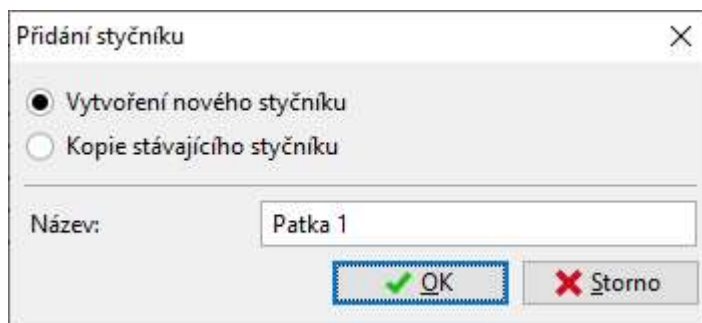 Přidání styčníku
Vytvoření nového styčníku
Kopie stávajícího styčníku
Název: Patka 1
OK Storno